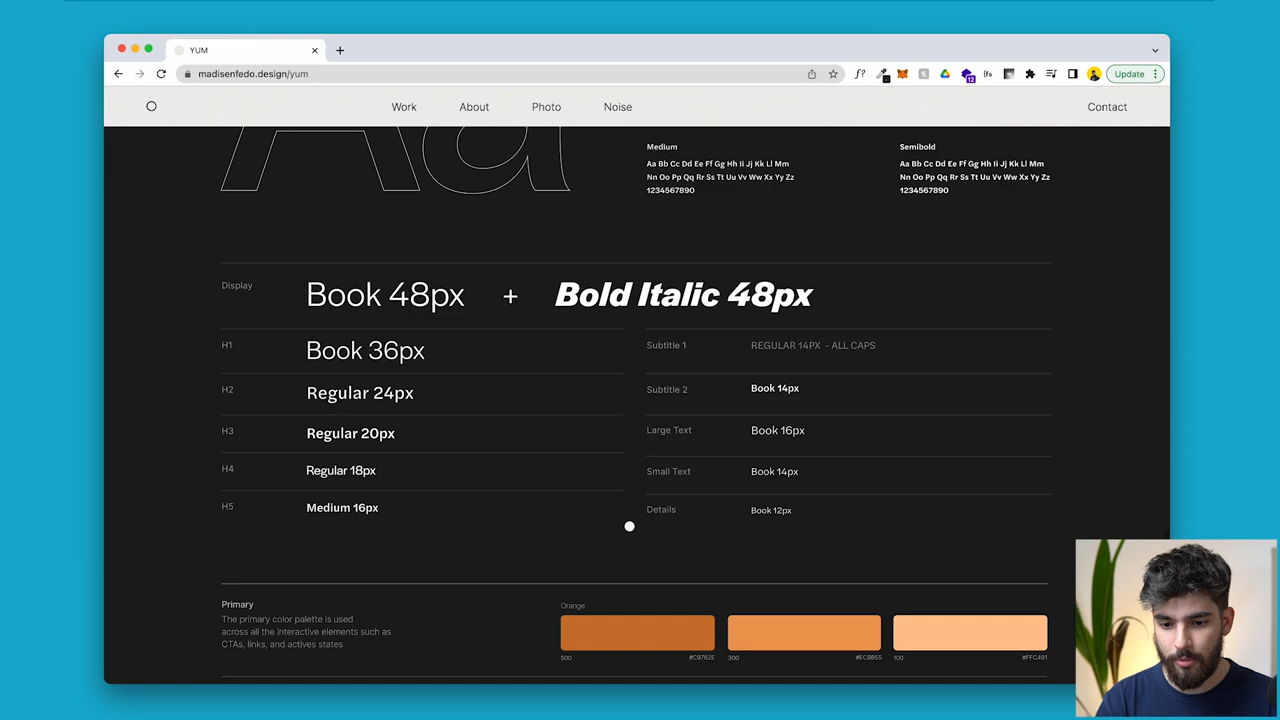 YUM
madisenfedo.design/yum
f?
12
Update
Work About Photo Noise Contact
Aa
Medium
Aa Bb Cc Dd Ee Ff Gg Hh Ii Jj Kk Ll Mm
Nn Oo Pp Qq Rr Ss Tt Uu Vv Ww Xx Yy Zz
1234567890
Semibold
Aa Bb Cc Dd Ee Ff Gg Hh Ii Jj Kk Ll Mm
Nn Oo Pp Qq Rr Ss Tt Uu Vv Ww Xx Yy Zz
1234567890
Display Book 48px + Bold Italic 48px
H1 Book 36px
H2 Regular 24px
H3 Regular 20px
H4 Regular 18px
H5 Medium 16px
Subtitle 1 REGULAR 14PX - ALL CAPS
Subtitle 2 Book 14px
Large Text Book 16px
Small Text Book 14px
Details Book 12px
Primary
The primary color palette is used
across all the interactive elements such as
CTAs, links, and actives states
Orange
500 #C9762E 300 #EC9B55 100 #FFC491